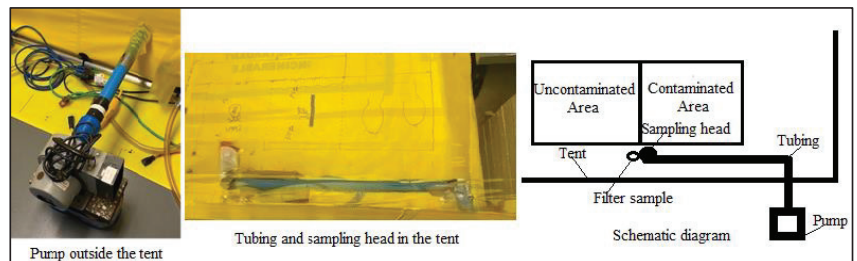 Pump outside the tent
Tubing and sampling head in the tent
Uncontaminated
Area
Contaminated
Area
Sampling head
Tubing
Tent
Filter sample
Pump
Schematic diagram